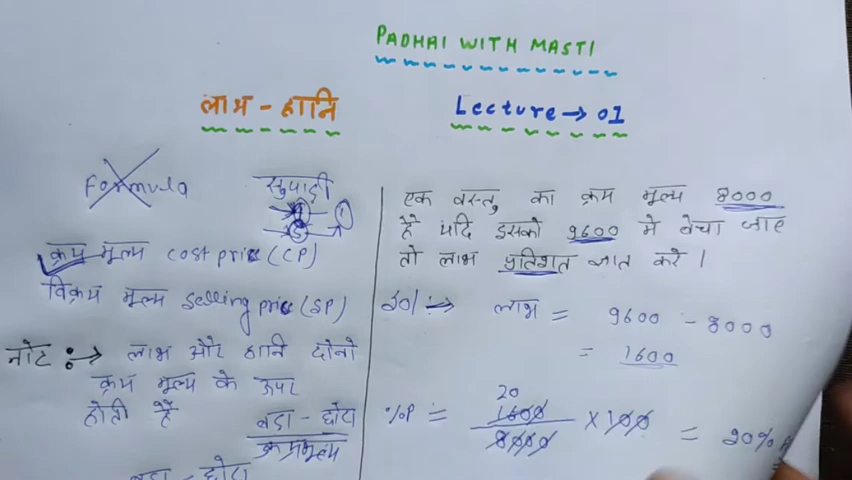 PADHAI WITH MASTI
लाभ - हानि
Lecture → 01
Formula
सुपाड़ी
क्रय मूल्य cost price (CP)
विक्रय मूल्य selling price (SP)
नोट :→ लाभ और हानि दोनो
क्रय मूल्य के ऊपर
होती है
बडा - छोटा
क्रयमूल्य
बडा - छोटा
एक वस्तु का क्रय मूल्य 8000
है यदि इसको 9600 मे बेचा जाए
तो लाभ प्रतिशत ज्ञात करे ।
लाभ = 9600 - 8000
= 1600
20
%P = 1600 × 100 = 20%
8000